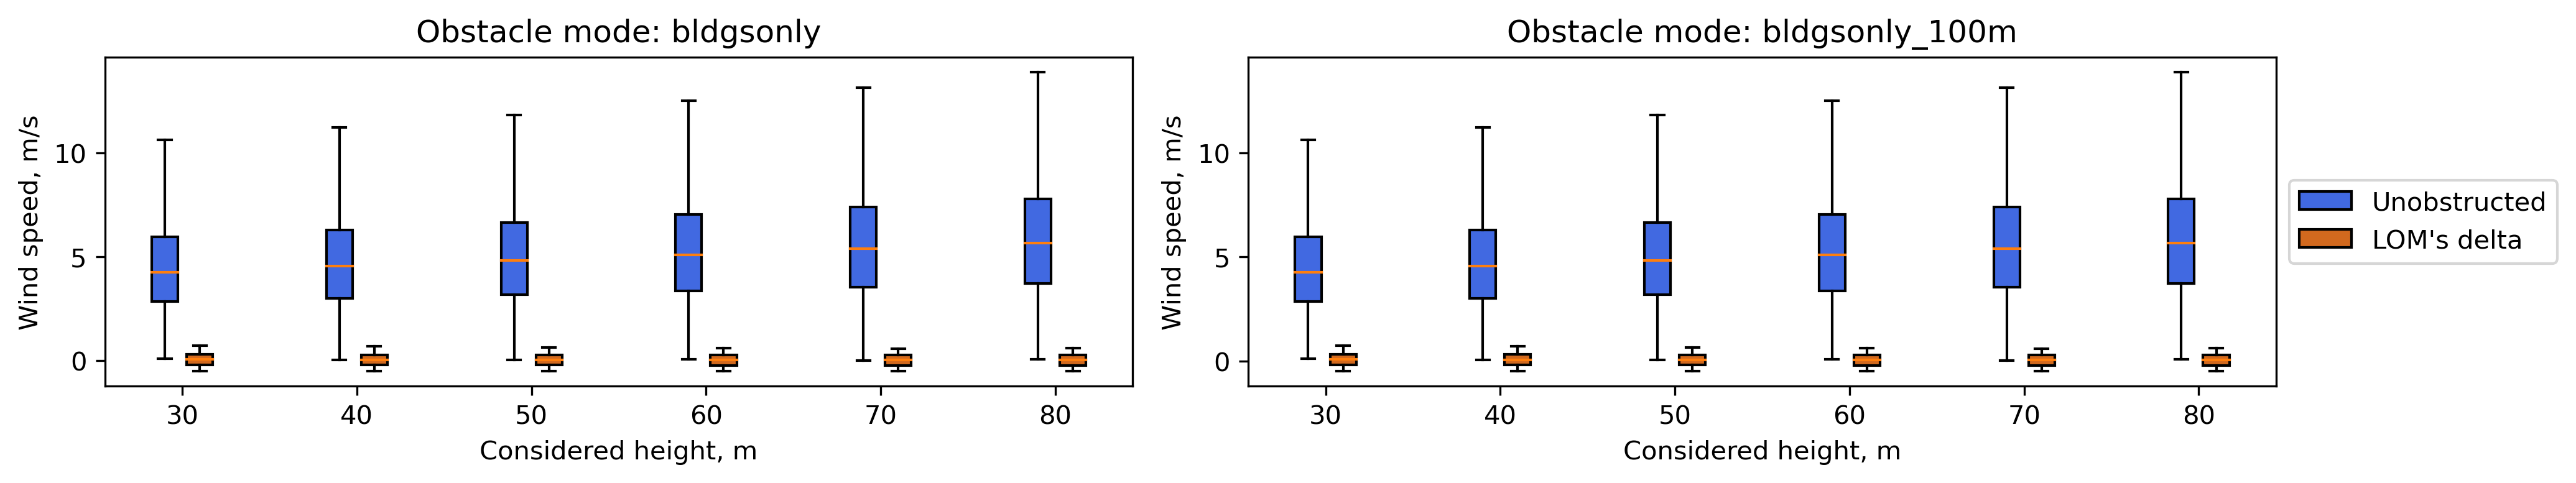 Obstacle mode: bldgsonly
Wind speed, m/s
10
5
0
30 40 50 60 70 80
Considered height, m
Obstacle mode: bldgsonly_100m
Wind speed, m/s
10
5
0
30 40 50 60 70 80
Considered height, m
Unobstructed
LOM's delta